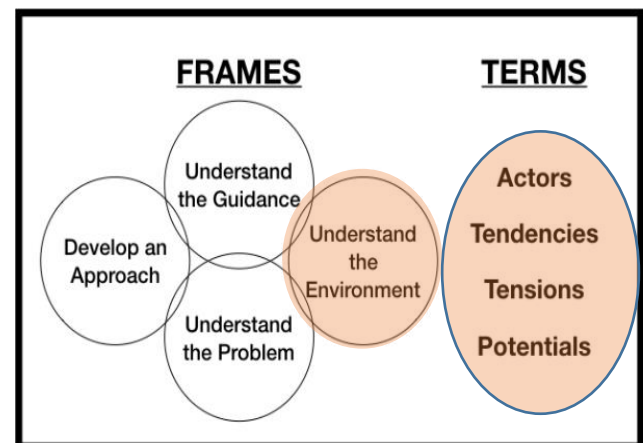 FRAMES
TERMS
Understand
the Guidance
Develop an
Approach
Understand
the
Environment
Understand
the Problem
Actors
Tendencies
Tensions
Potentials